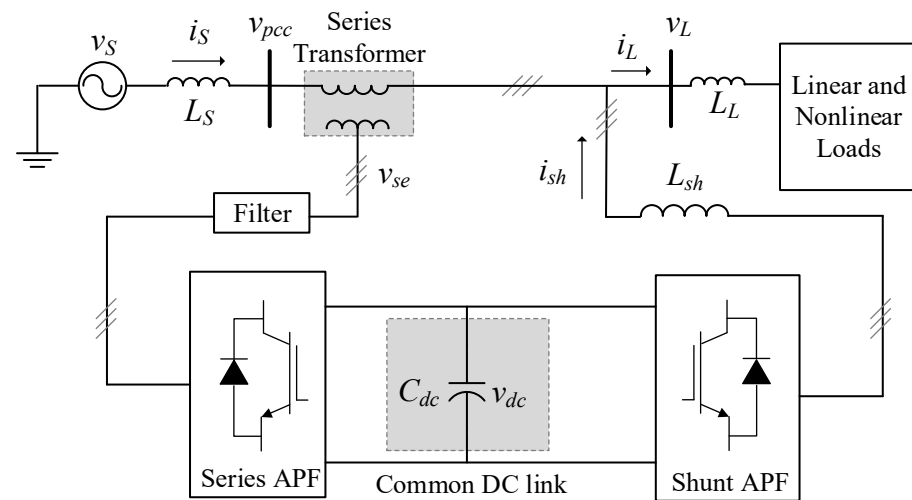 v_S
i_S
v_pcc
Series
Transformer
i_L
v_L
L_S
L_L
Linear and
Nonlinear
Loads
v_se
i_sh
L_sh
Filter
C_dc
v_dc
Series APF
Common DC link
Shunt APF